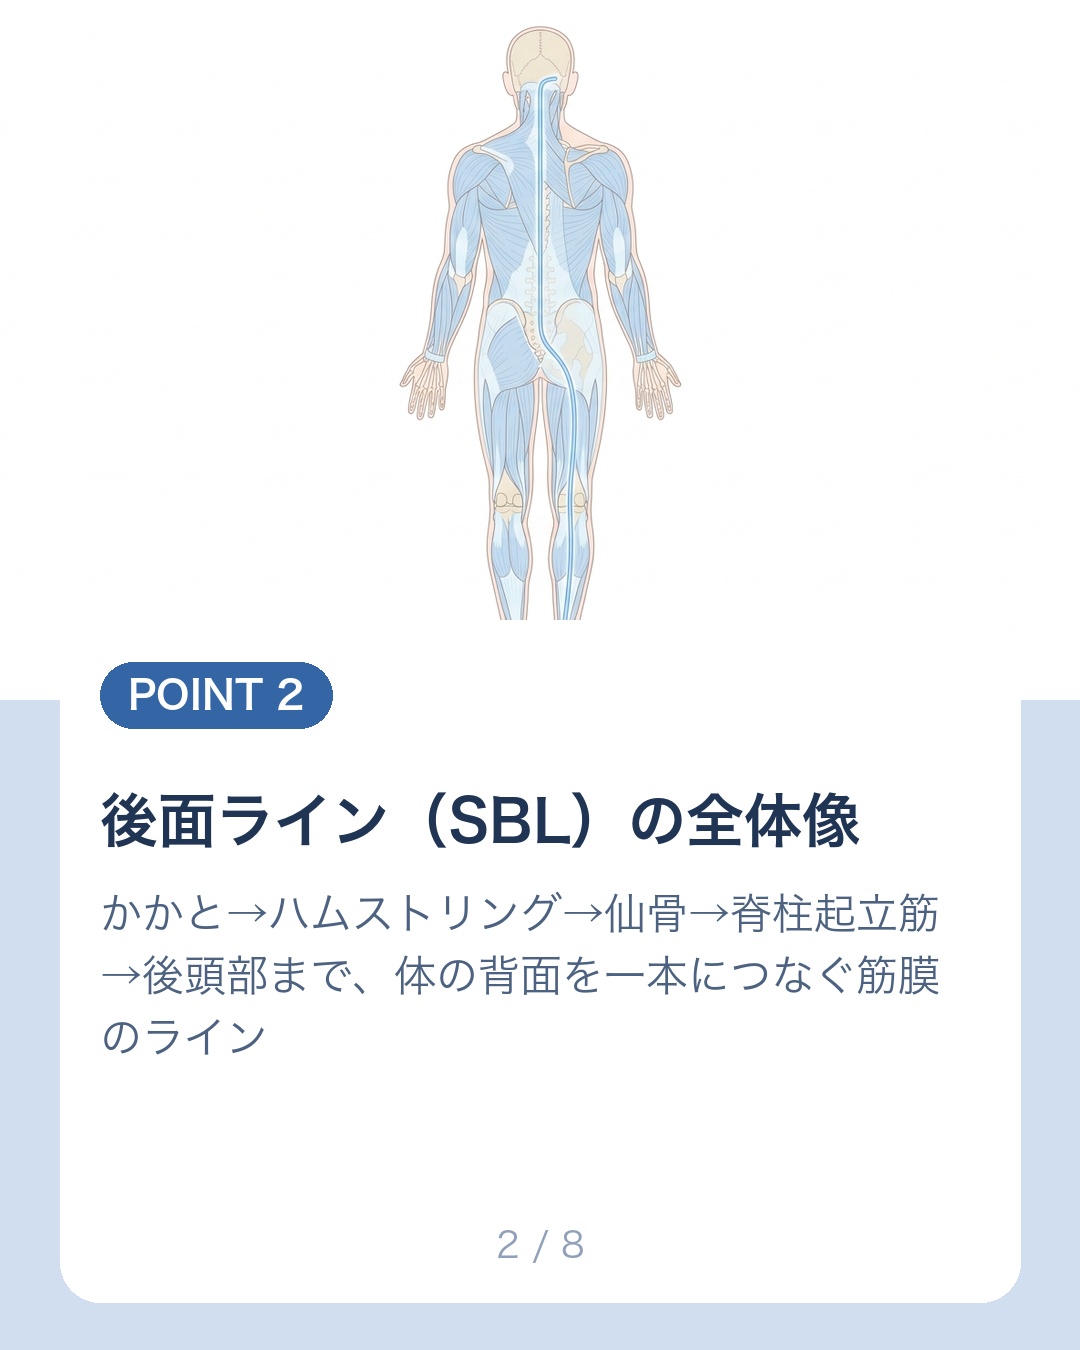 POINT 2
後面ライン（SBL）の全体像
かかと→ハムストリング→仙骨→脊柱起立筋
→後頭部まで、体の背面を一本につなぐ筋膜
のライン
2 / 8